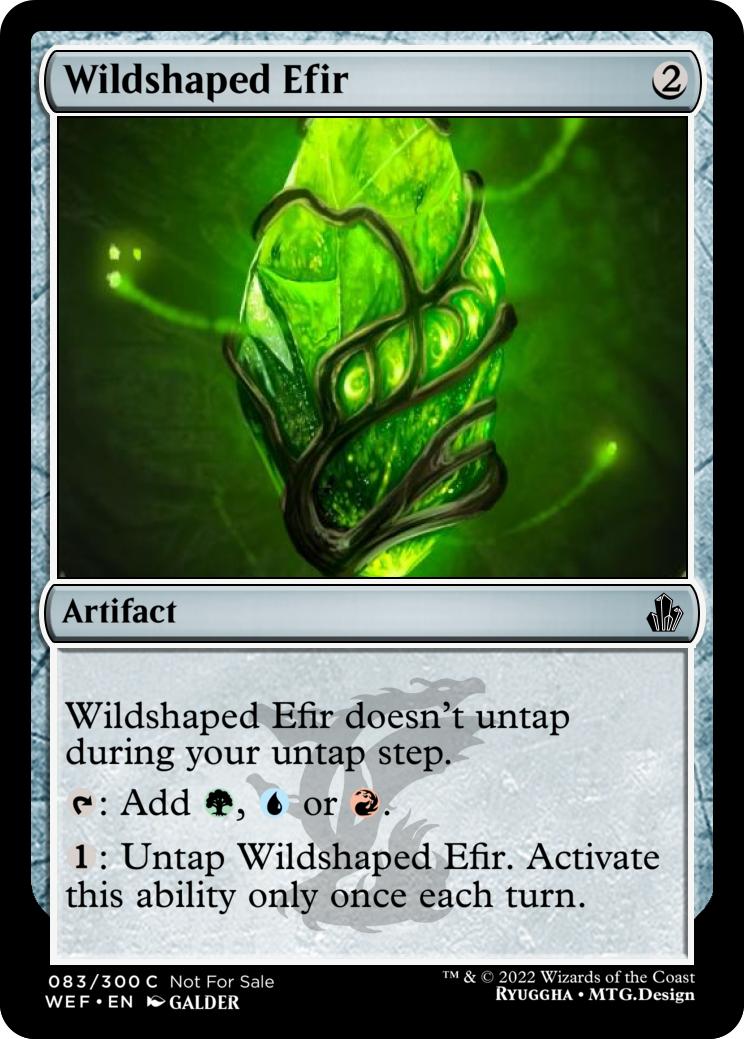 Wildshaped Efir 2
Artifact
Wildshaped Efir doesn't untap
during your untap step.
: Add , or .
1: Untap Wildshaped Efir. Activate
this ability only once each turn.
083/300 C Not For Sale
WEF • EN GALDER
™ & © 2022 Wizards of the Coast
Ryuggha • MTG.Design